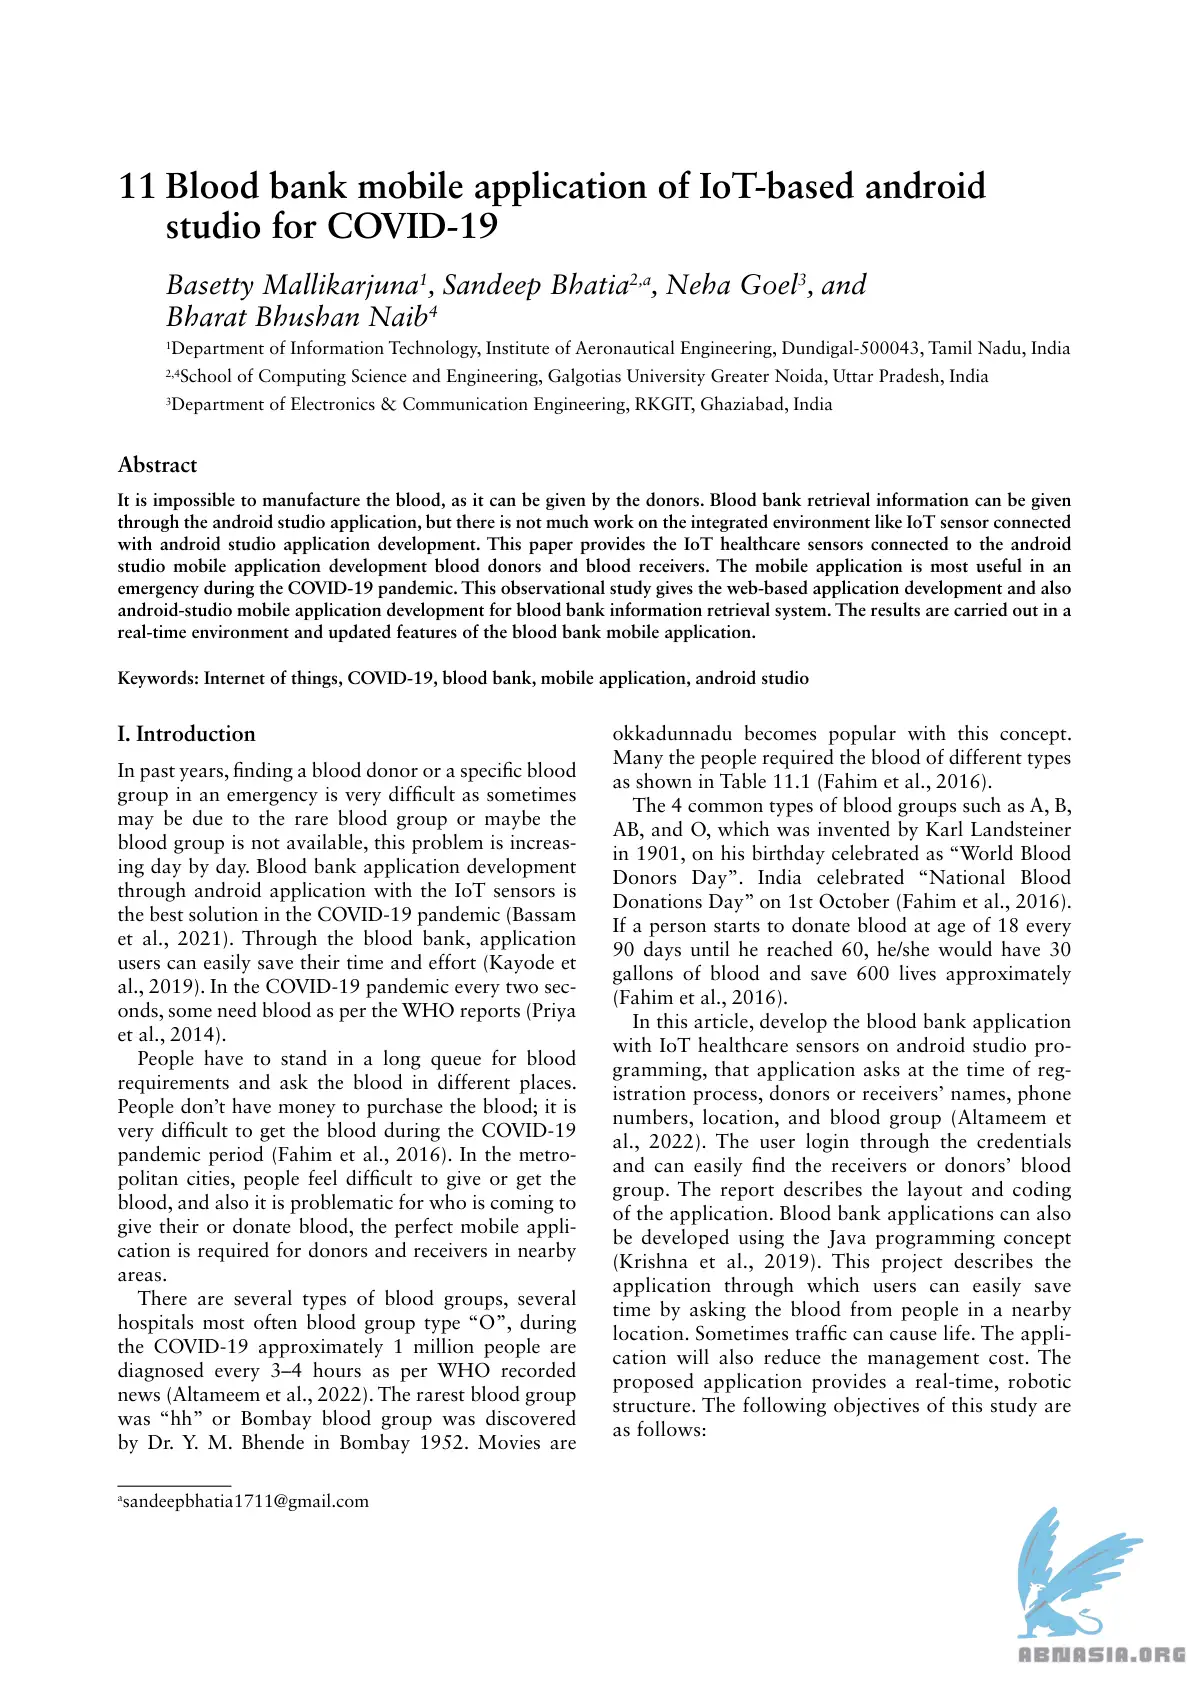 11 Blood bank mobile application of IoT-based android
studio for COVID-19
Basetty Mallikarjuna1, Sandeep Bhatia2,a, Neha Goel3, and
Bharat Bhushan Naib4
1Department of Information Technology, Institute of Aeronautical Engineering, Dundigal-500043, Tamil Nadu, India
2,4School of Computing Science and Engineering, Galgotias University Greater Noida, Uttar Pradesh, India
3Department of Electronics & Communication Engineering, RKGIT, Ghaziabad, India
Abstract
It is impossible to manufacture the blood, as it can be given by the donors. Blood bank retrieval information can be given
through the android studio application, but there is not much work on the integrated environment like IoT sensor connected
with android studio application development. This paper provides the IoT healthcare sensors connected to the android
studio mobile application development blood donors and blood receivers. The mobile application is most useful in an
emergency during the COVID-19 pandemic. This observational study gives the web-based application development and also
android-studio mobile application development for blood bank information retrieval system. The results are carried out in a
real-time environment and updated features of the blood bank mobile application.
Keywords: Internet of things, COVID-19, blood bank, mobile application, android studio
I. Introduction
In past years, finding a blood donor or a specific blood
group in an emergency is very difficult as sometimes
may be due to the rare blood group or maybe the
blood group is not available, this problem is increas-
ing day by day. Blood bank application development
through android application with the IoT sensors is
the best solution in the COVID-19 pandemic (Bassam
et al., 2021). Through the blood bank, application
users can easily save their time and effort (Kayode et
al., 2019). In the COVID-19 pandemic every two sec-
onds, some need blood as per the WHO reports (Priya
et al., 2014).
People have to stand in a long queue for blood
requirements and ask the blood in different places.
People don't have money to purchase the blood; it is
very difficult to get the blood during the COVID-19
pandemic period (Fahim et al., 2016). In the metro-
politan cities, people feel difficult to give or get the
blood, and also it is problematic for who is coming to
give their or donate blood, the perfect mobile appli-
cation is required for donors and receivers in nearby
areas.
There are several types of blood groups, several
hospitals most often blood group type “O”, during
the COVID-19 approximately 1 million people are
diagnosed every 3–4 hours as per WHO recorded
news (Altameem et al., 2022). The rarest blood group
was “hh” or Bombay blood group was discovered
by Dr. Y. M. Bhende in Bombay 1952. Movies are
okkadunnadu becomes popular with this concept.
Many the people required the blood of different types
as shown in Table 11.1 (Fahim et al., 2016).
The 4 common types of blood groups such as A, B,
AB, and O, which was invented by Karl Landsteiner
in 1901, on his birthday celebrated as “World Blood
Donors Day”. India celebrated “National Blood
Donations Day” on 1st October (Fahim et al., 2016).
If a person starts to donate blood at age of 18 every
90 days until he reached 60, he/she would have 30
gallons of blood and save 600 lives approximately
(Fahim et al., 2016).
In this article, develop the blood bank application
with IoT healthcare sensors on android studio pro-
gramming, that application asks at the time of reg-
istration process, donors or receivers' names, phone
numbers, location, and blood group (Altameem et
al., 2022). The user login through the credentials
and can easily find the receivers or donors' blood
group. The report describes the layout and coding
of the application. Blood bank applications can also
be developed using the Java programming concept
(Krishna et al., 2019). This project describes the
application through which users can easily save
time by asking the blood from people in a nearby
location. Sometimes traffic can cause life. The appli-
cation will also reduce the management cost. The
proposed application provides a real-time, robotic
structure. The following objectives of this study are
as follows:
asandeepbhatia1711@gmail.com
ABNASIA.ORG